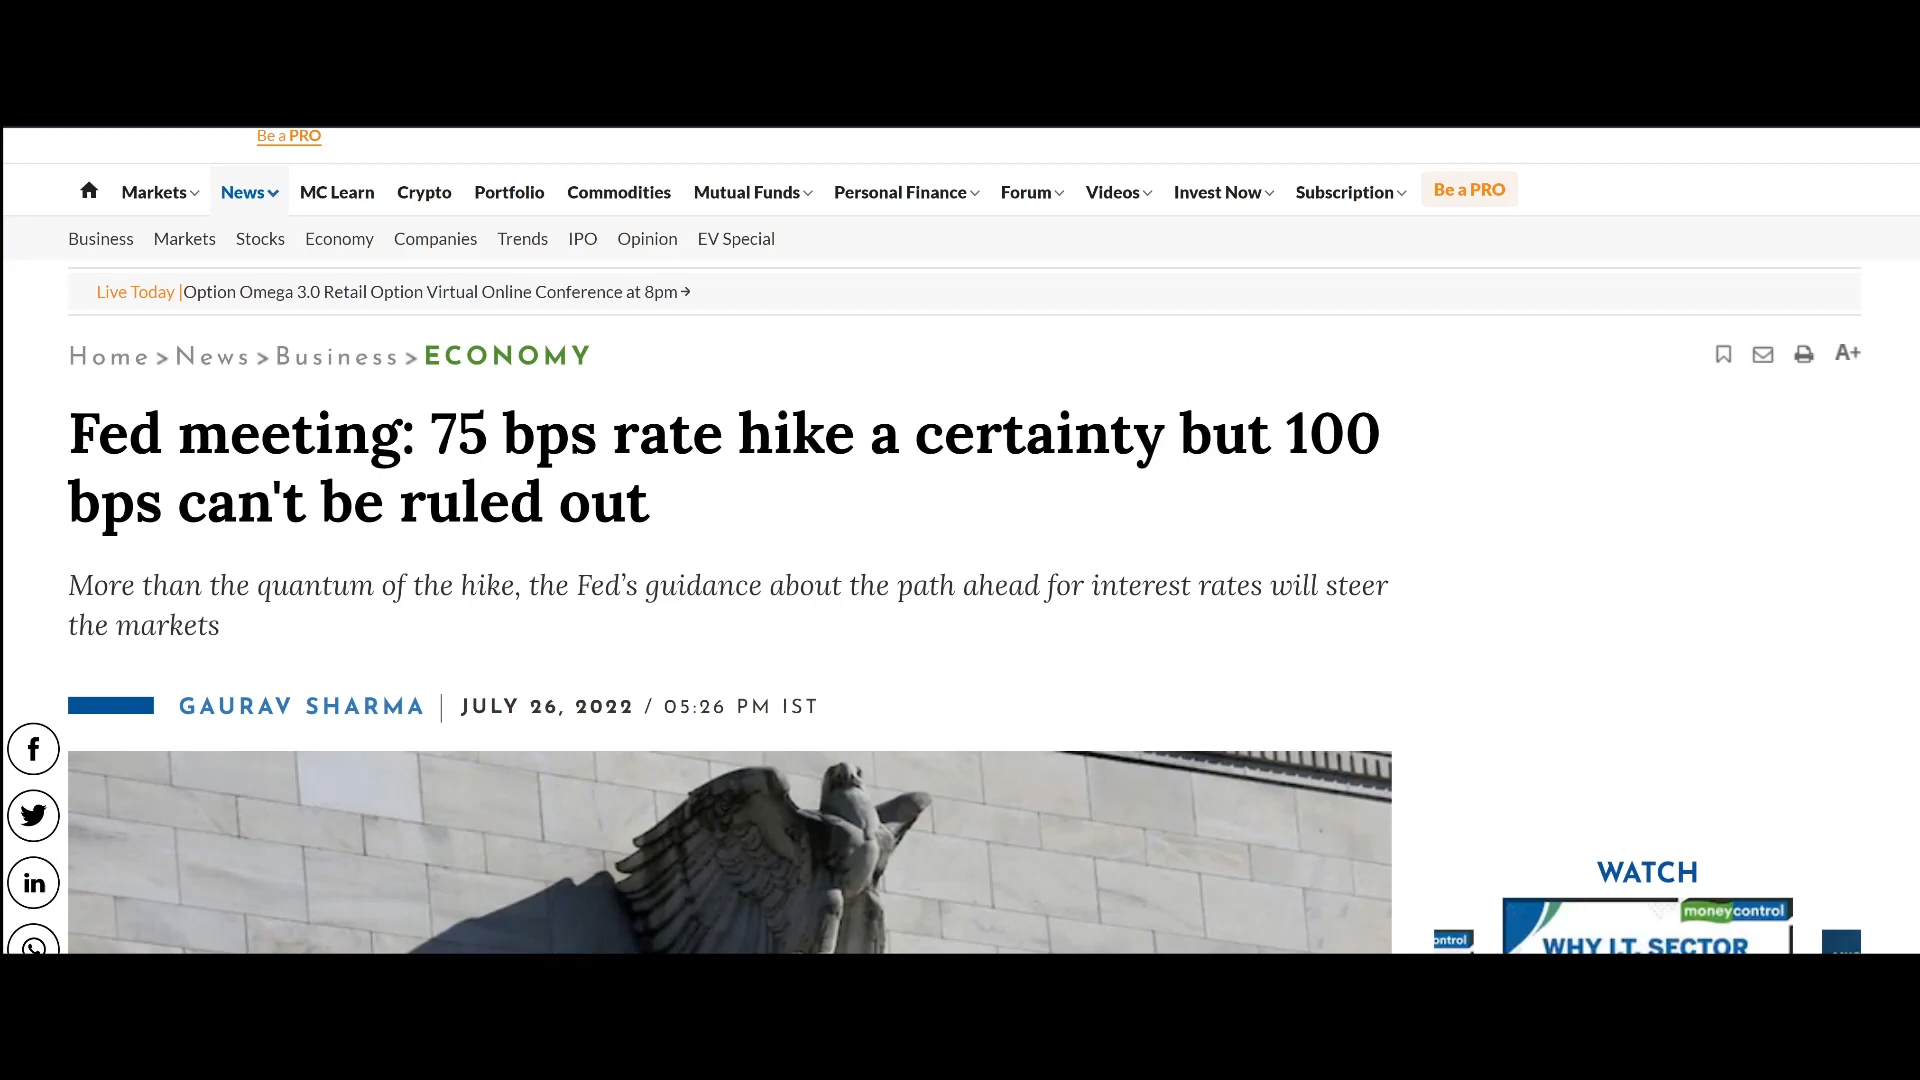 Be a PRO
Markets News MC Learn Crypto Portfolio Commodities Mutual Funds Personal Finance Forum Videos Invest Now Subscription Be a PRO
Business Markets Stocks Economy Companies Trends IPO Opinion EV Special
Live Today |Option Omega 3.0 Retail Option Virtual Online Conference at 8pm→
Home > News > Business > ECONOMY
A+
Fed meeting: 75 bps rate hike a certainty but 100
bps can't be ruled out
More than the quantum of the hike, the Fed’s guidance about the path ahead for interest rates will steer
the markets
GAURAV SHARMA | JULY 26, 2022 / 05:26 PM IST
f
in
WATCH
moneycontrol
ontrol
WHY I.T. SECTOR